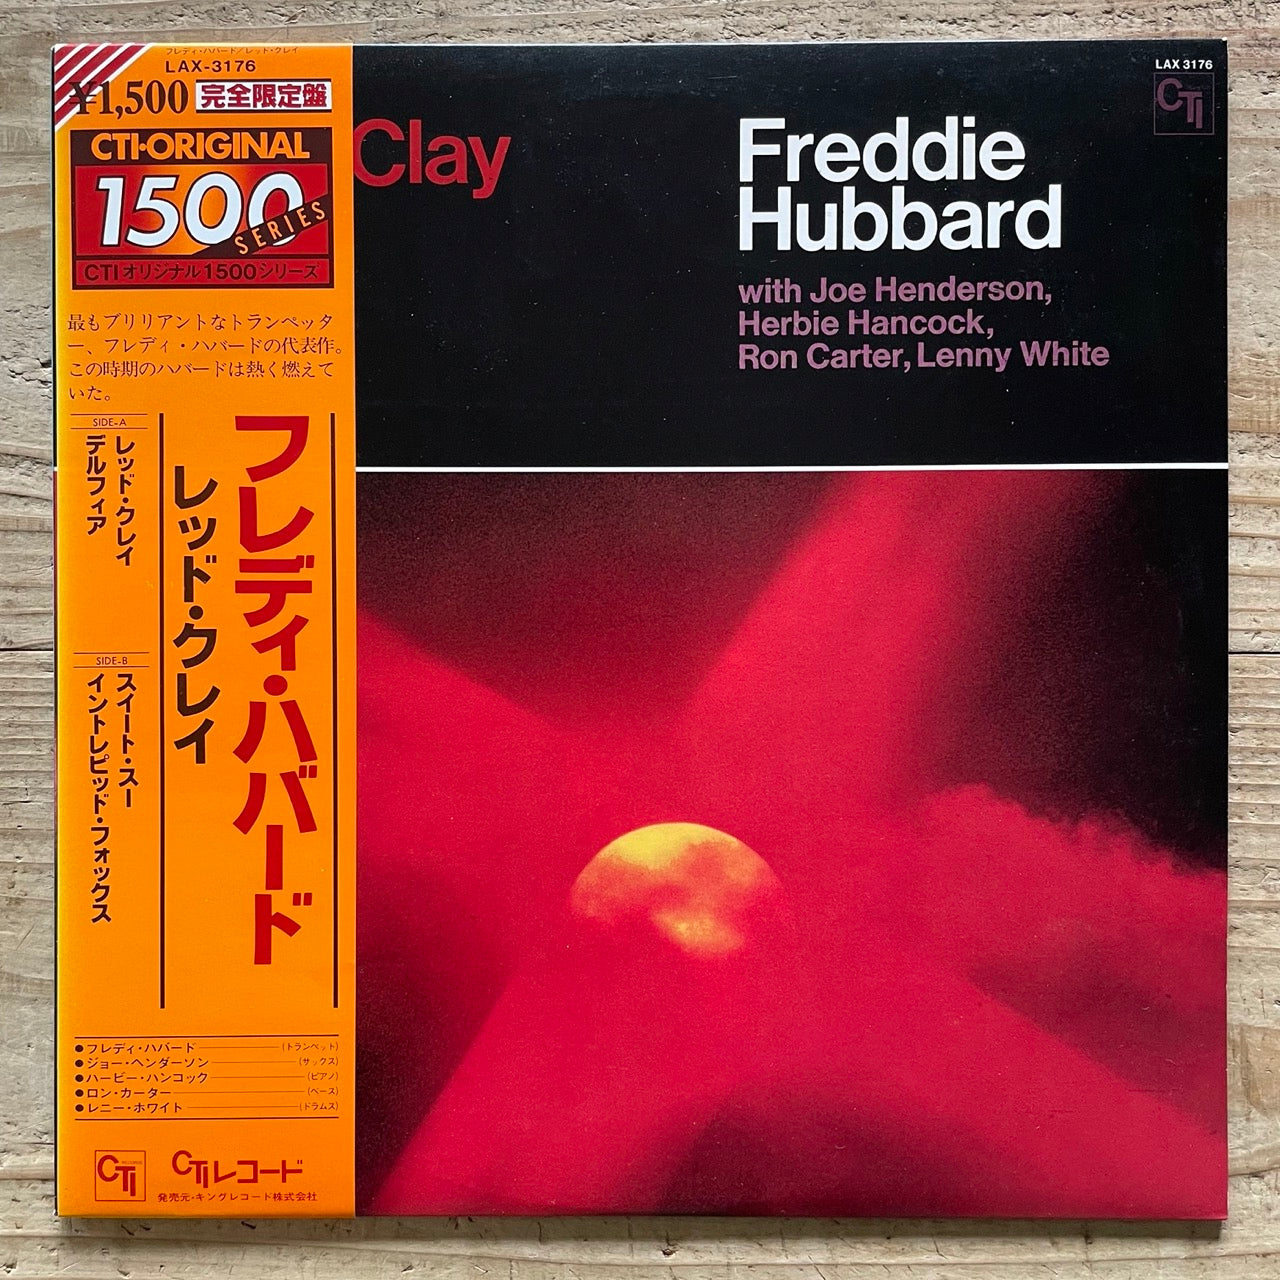 フレディ・ハバード/レッド・クレイ
LAX-3176
¥1,500 完全限定盤
CTI・ORIGINAL
1500
SERIES
CTIオリジナル1500シリーズ
最もブリリアントなトランペッタ
ー、フレディ・ハバードの代表作。
この時期のハバードは熱く燃えて
いた。
フレディ・ハバード
レッド・クレイ
SIDE-A
レッド・クレイ
デルフィア
SIDE-B
スイート・スー
イントレピッド・フォックス
●フレディ・ハバード (トランペット)
●ジョー・ヘンダーソン (サックス)
●ハービー・ハンコック (ピアノ)
●ロン・カーター (ベース)
●レニー・ホワイト (ドラムス)
CTI CTIレコード
発売元・キングレコード株式会社
Clay
LAX 3176
CTI
Freddie
Hubbard
with Joe Henderson,
Herbie Hancock,
Ron Carter, Lenny White